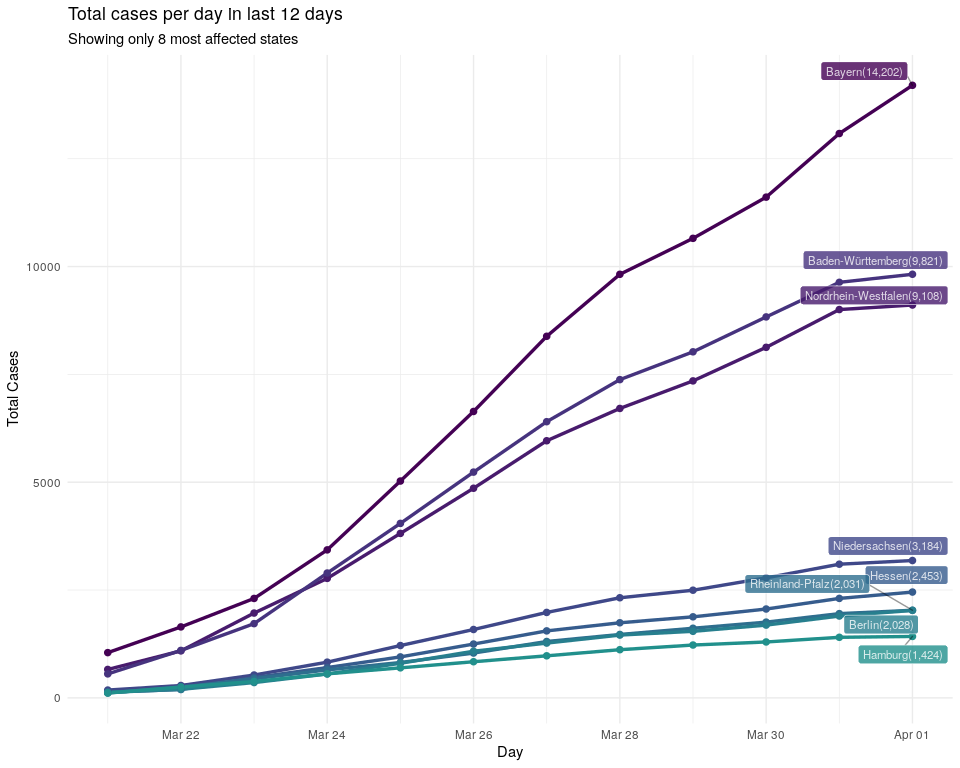 Total cases per day in last 12 days
Showing only 8 most affected states
Bayern(14,202)
Baden-Württemberg(9,821)
10000
Nordrhein-Westfalen(9,108)
Total Cases
5000
Niedersachsen(3,184)
Hessen(2,453)
Rheinland-Pfalz(2,031)
Berlin(2,028)
Hamburg(1,424)
0
Mar 22 Mar 24 Mar 26 Mar 28 Mar 30 Apr 01
Day